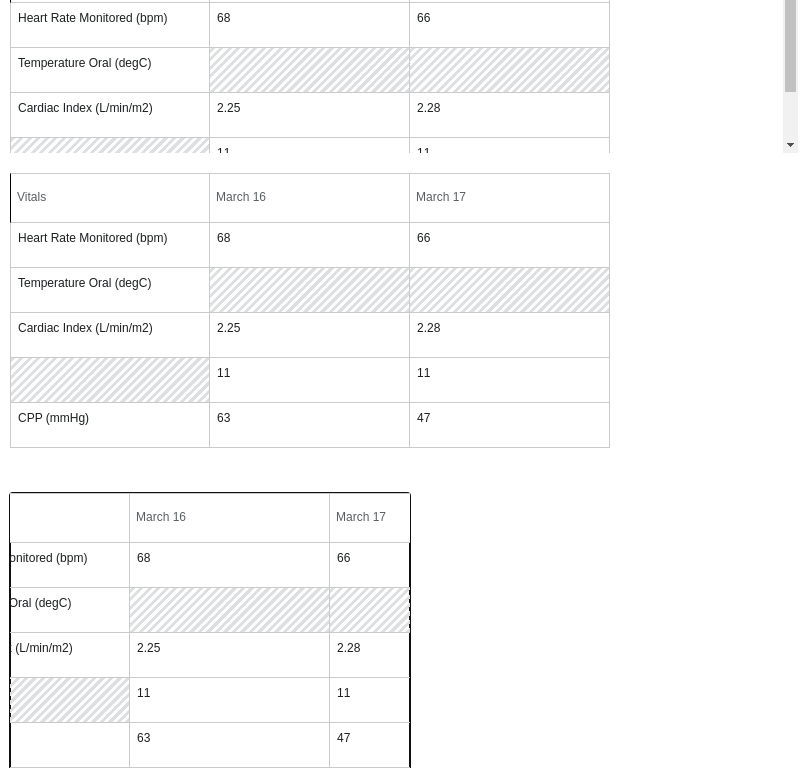 Heart Rate Monitored (bpm) 68 66
Temperature Oral (degC)
Cardiac Index (L/min/m2) 2.25 2.28
11 11
Vitals March 16 March 17
Heart Rate Monitored (bpm) 68 66
Temperature Oral (degC)
Cardiac Index (L/min/m2) 2.25 2.28
11 11
CPP (mmHg) 63 47
March 16 March 17
onitored (bpm) 68 66
Oral (degC)
(L/min/m2) 2.25 2.28
11 11
63 47